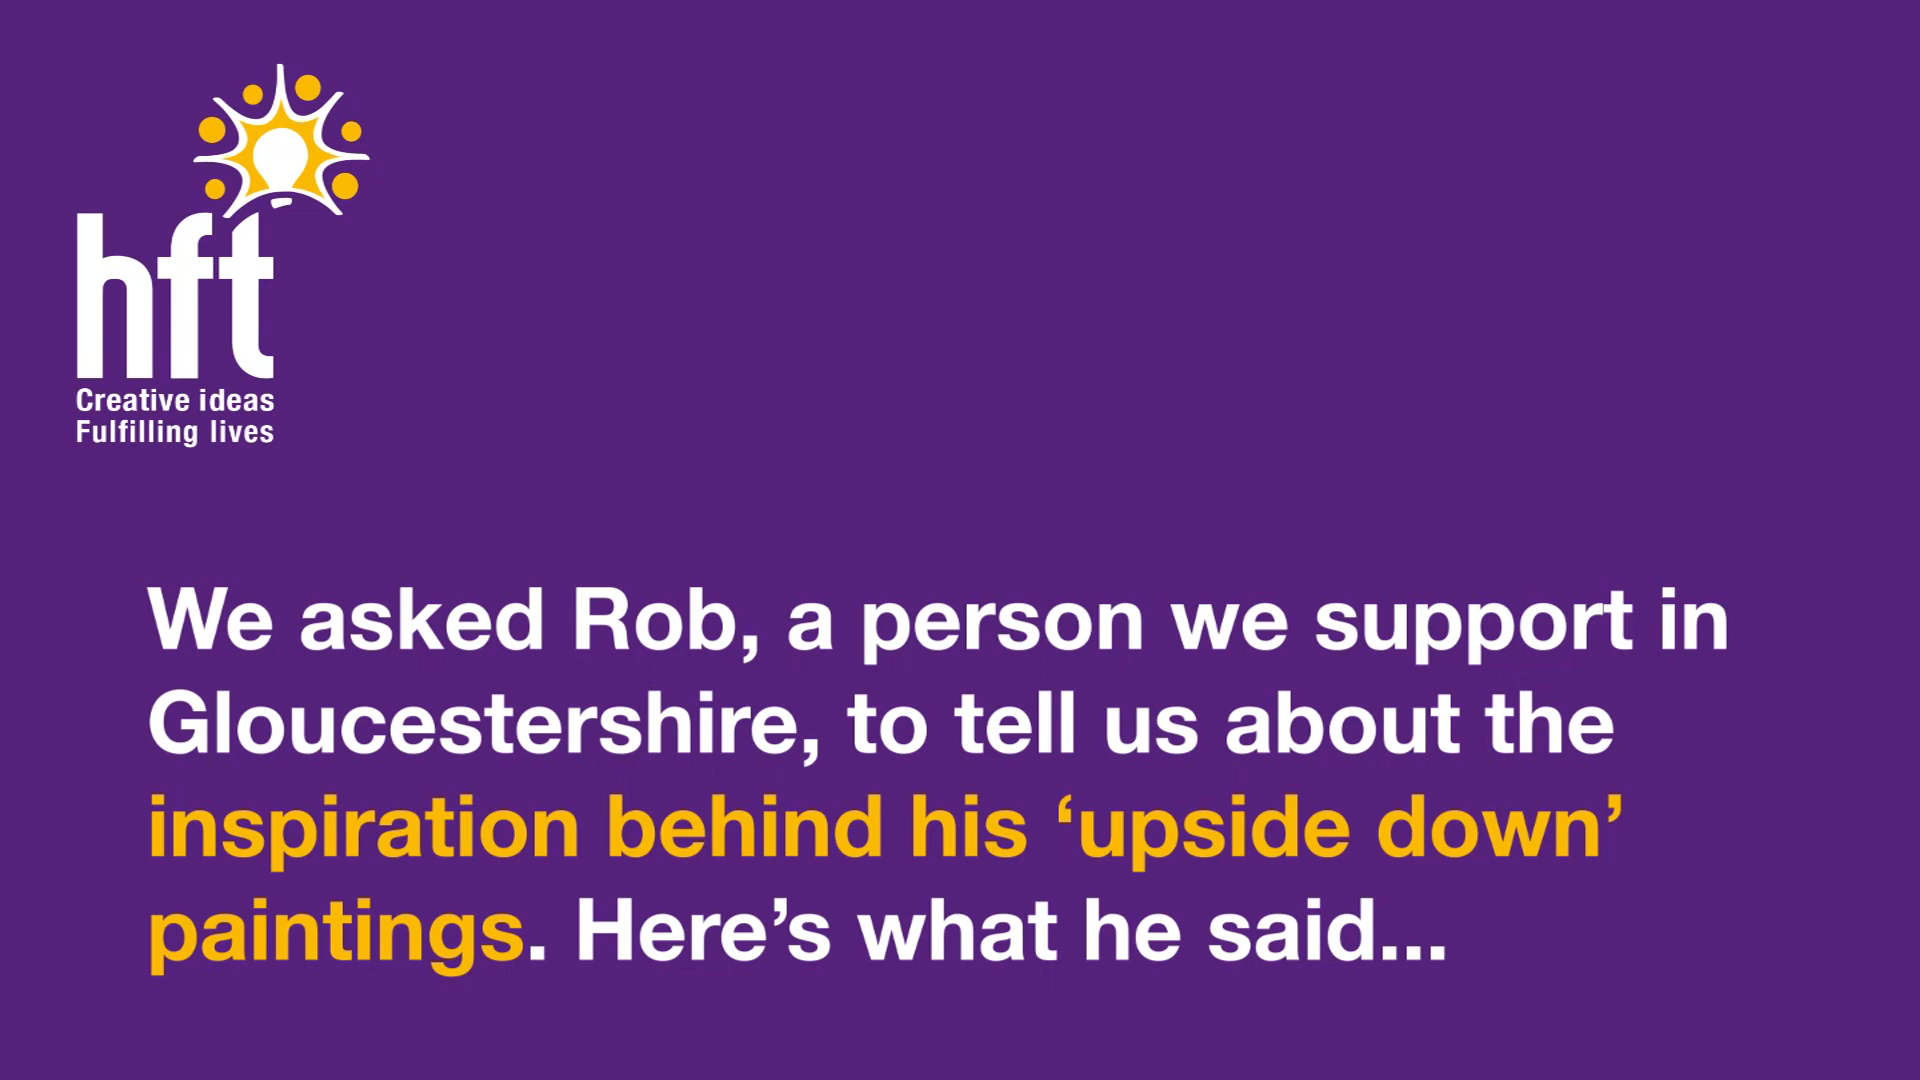 hft
Creative ideas
Fulfilling lives
We asked Rob, a person we support in
Gloucestershire, to tell us about the
inspiration behind his ‘upside down’
paintings. Here’s what he said...